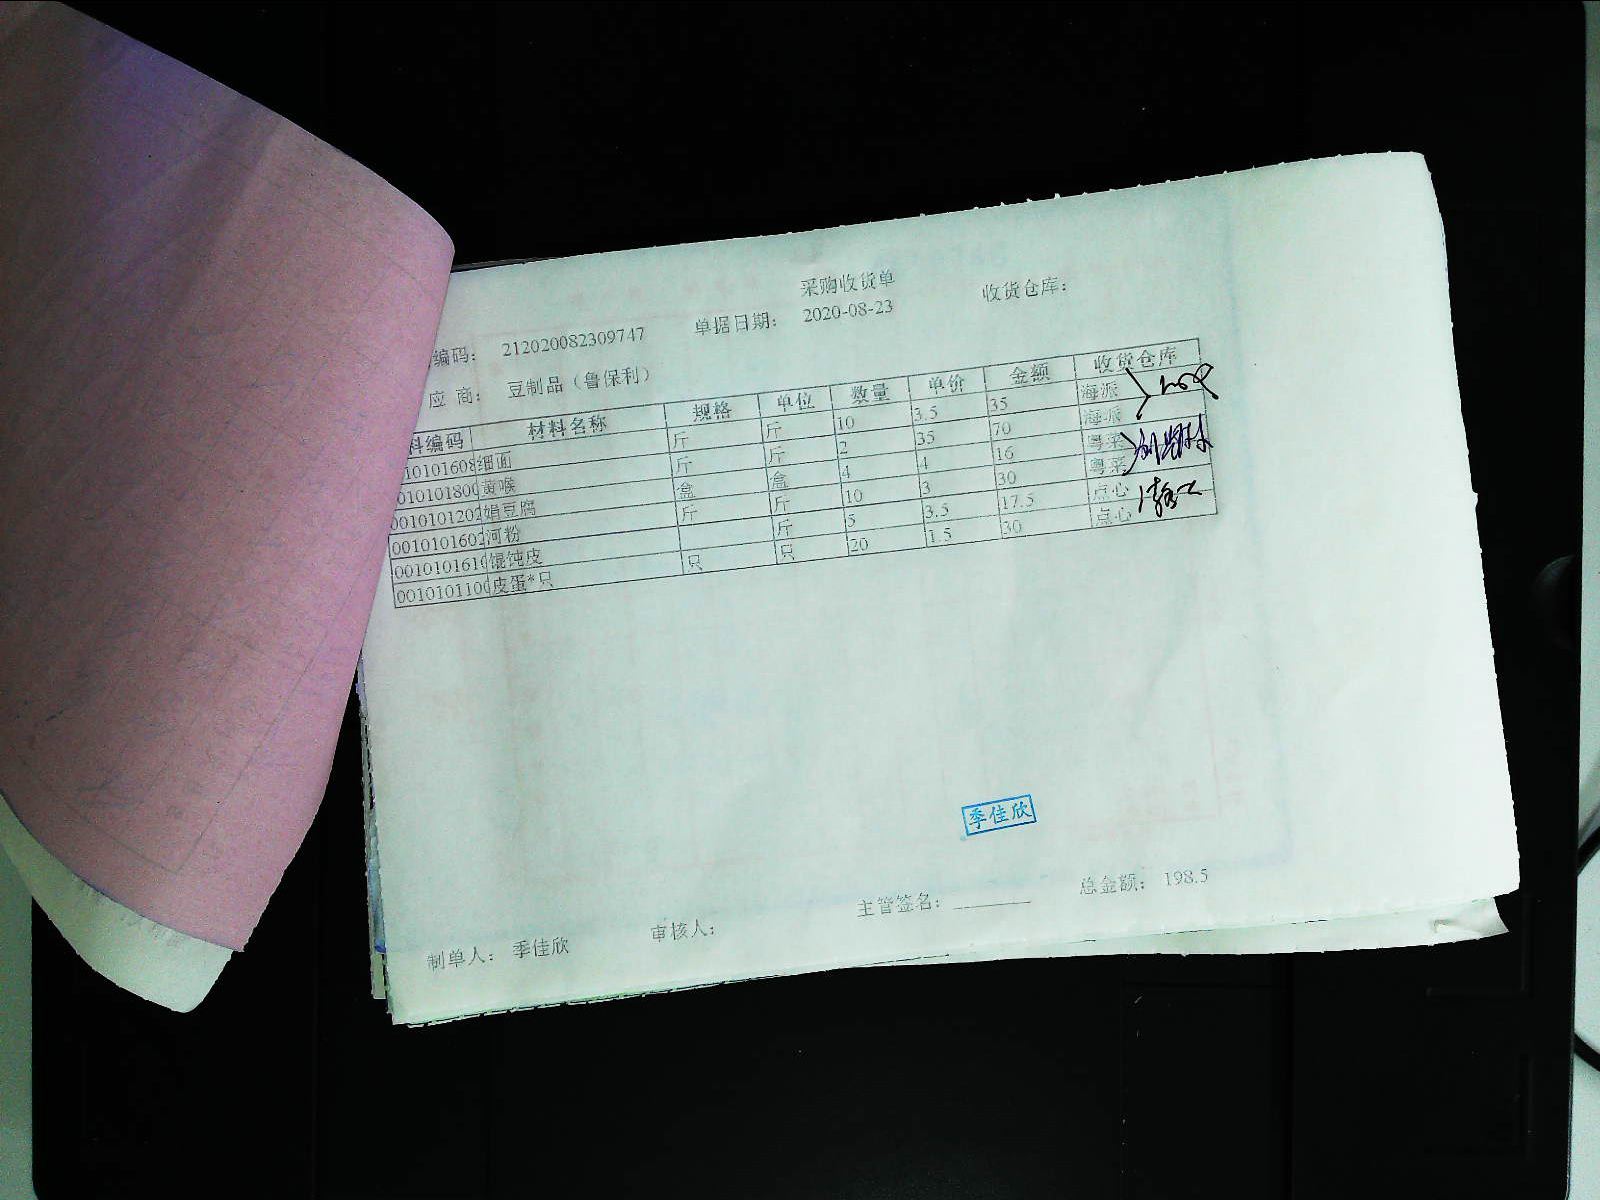 采购收货单
编码： 212020082309747 单据日期： 2020-08-23 收货仓库：
应 商： 豆制品（鲁保利）
料编码 材料名称 规格 单位 数量 单价 金额 收货仓库
0101608 细面 斤 斤 10 3.5 35 海派
010101800 黄喉 斤 斤 2 35 70 海派
0010101202 娟豆腐 盒 盒 4 4 16 粤菜
0010101602 河粉 斤 斤 10 3 30 粤菜
0010101610 馄饨皮 斤 5 3.5 17.5 点心
0010101100 皮蛋*只 只 只 20 1.5 30 点心
季佳欣
制单人： 季佳欣 审核人： 主管签名： 总金额： 198.5